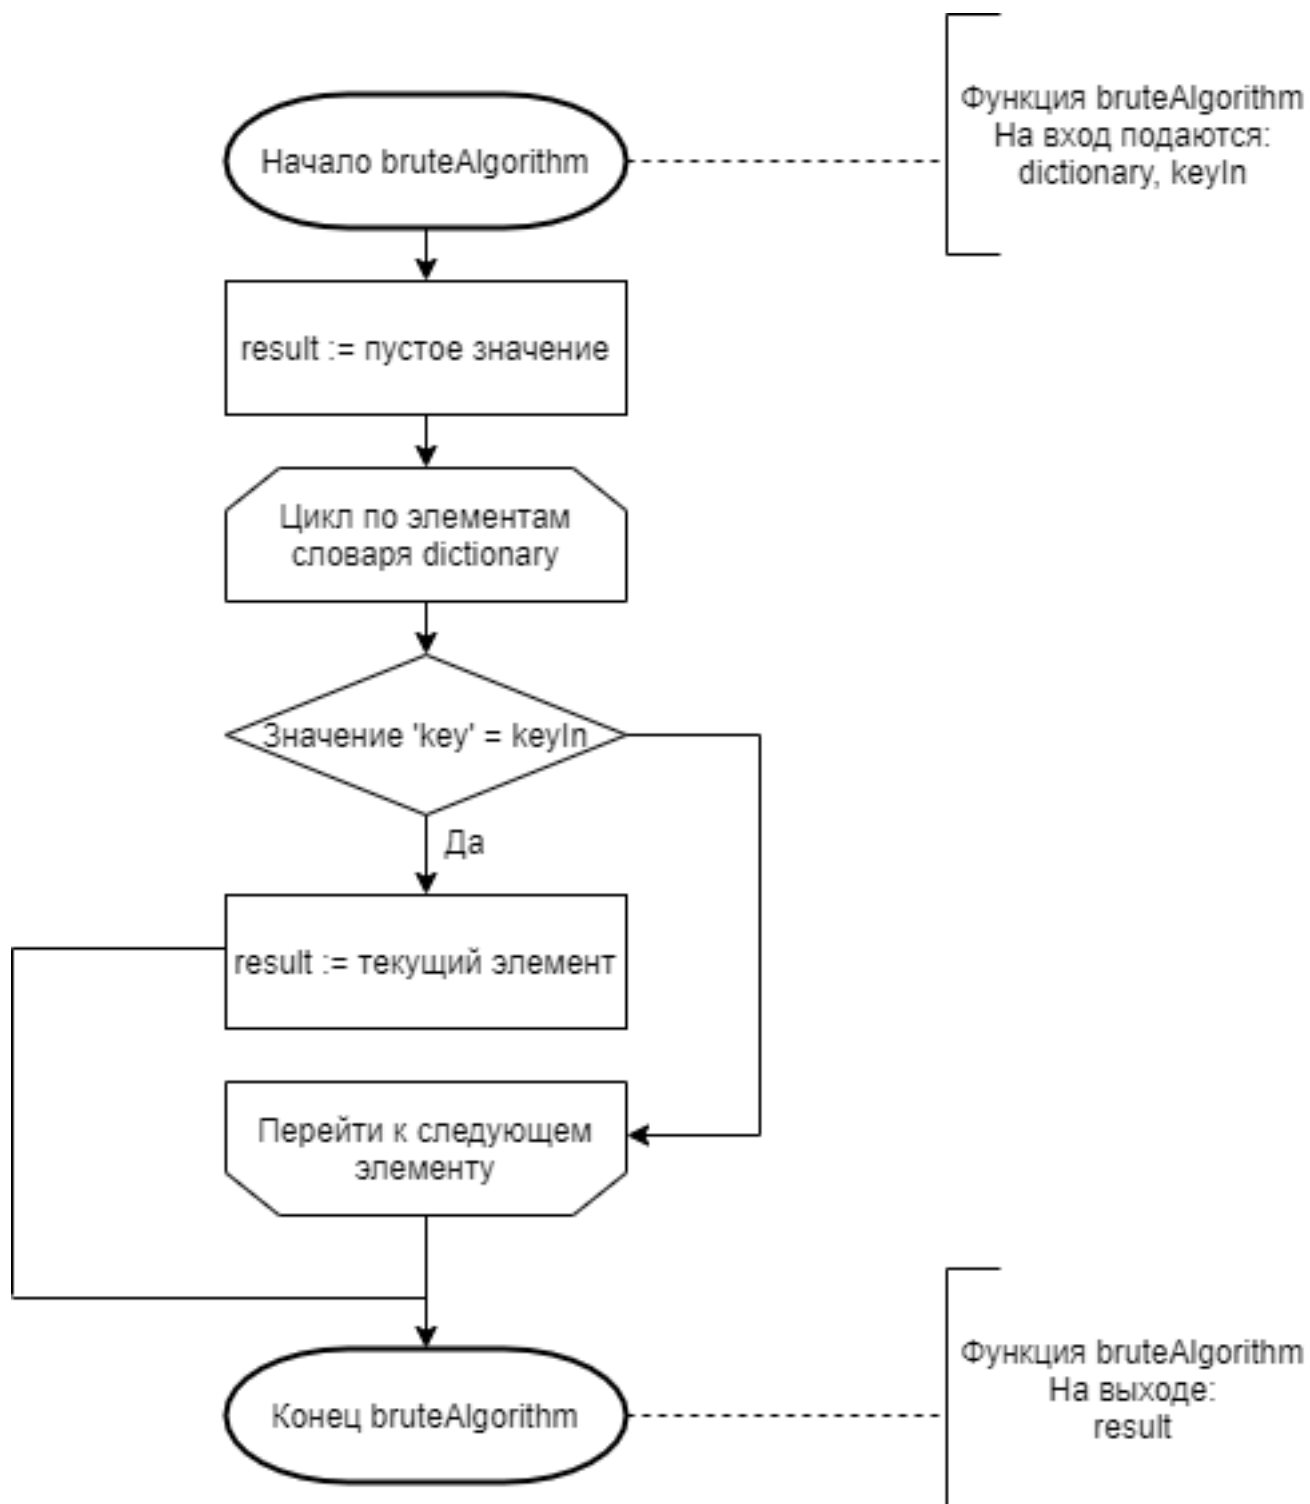 Начало bruteAlgorithm
Функция bruteAlgorithm
На вход подаются:
dictionary, keyIn
result := пустое значение
Цикл по элементам
словаря dictionary
Значение 'key' = keyIn
Да
result := текущий элемент
Перейти к следующем
элементу
Конец bruteAlgorithm
Функция bruteAlgorithm
На выходе:
result